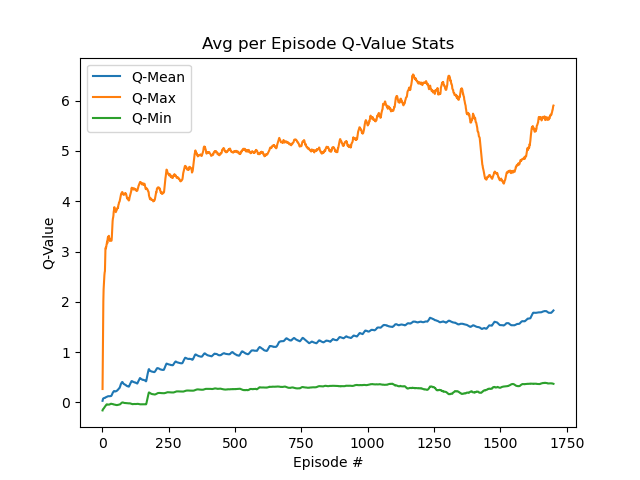 Avg per Episode Q-Value Stats
Q-Mean
Q-Max
Q-Min
Q-Value
6
5
4
3
2
1
0
0 250 500 750 1000 1250 1500 1750
Episode #